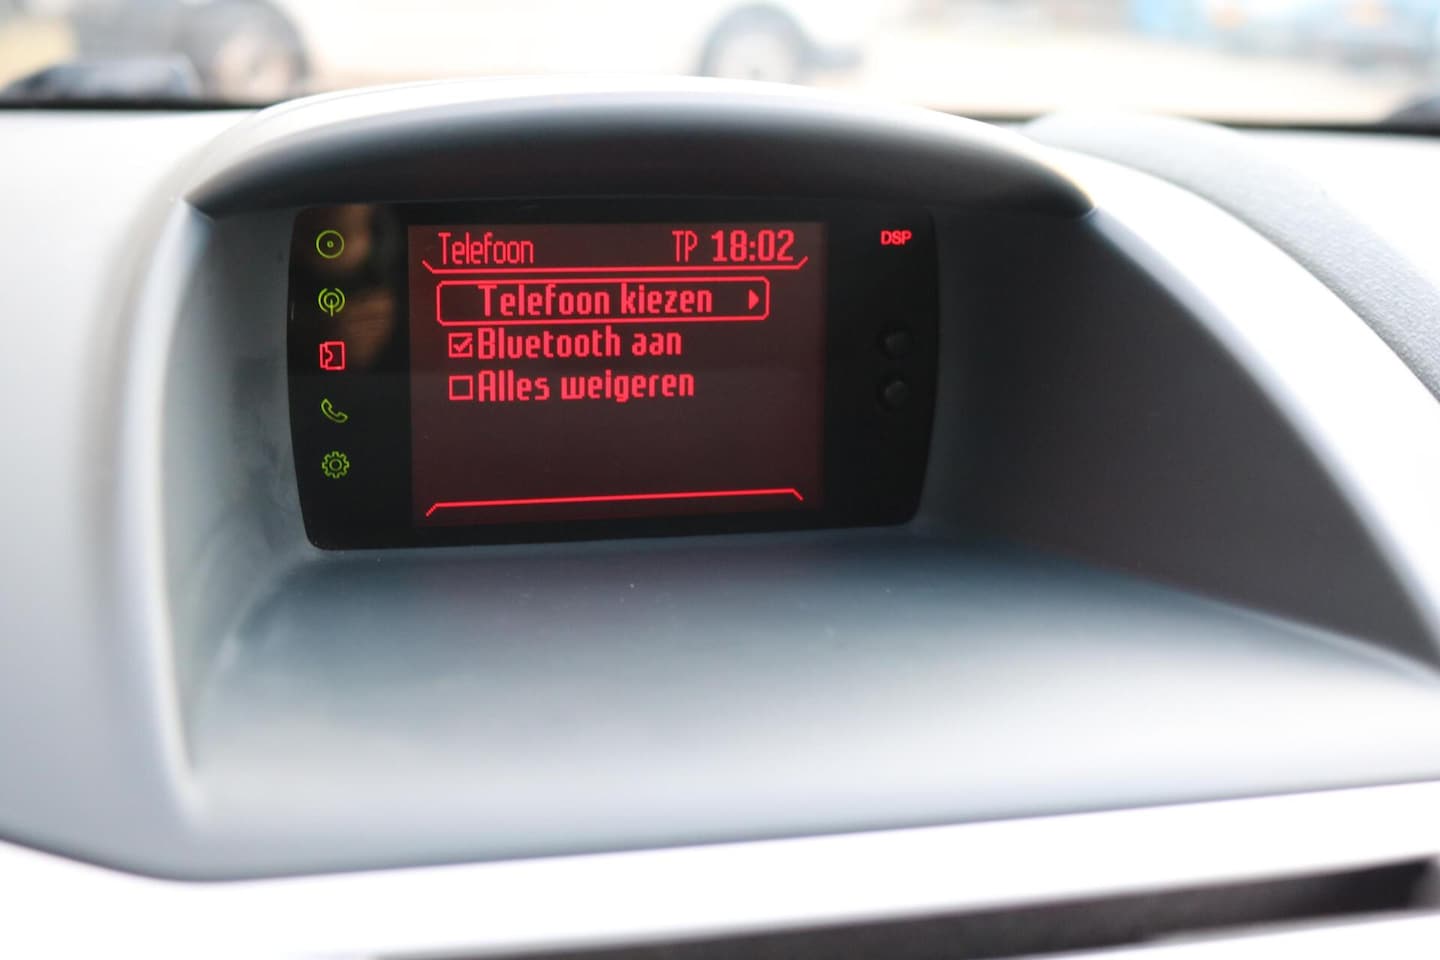 Telefoon TP 18:02
DSP
Telefoon kiezen
Bluetooth aan
Alles weigeren